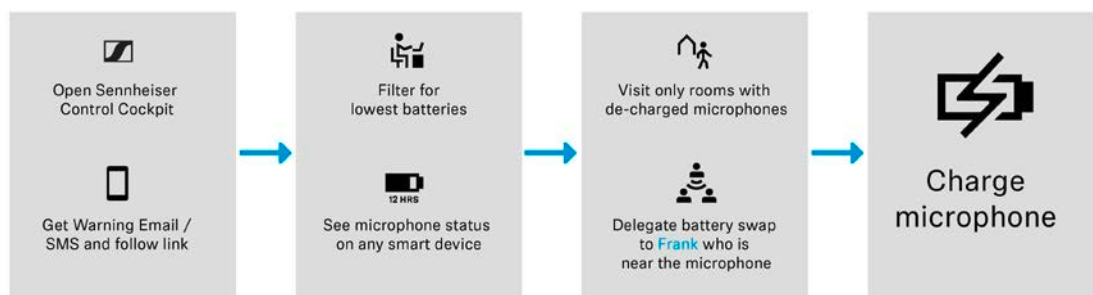 Open Sennheiser
Control Cockpit
Get Warning Email /
SMS and follow link
Filter for
lowest batteries
12 HRS
See microphone status
on any smart device
Visit only rooms with
de-charged microphones
Delegate battery swap
to Frank who is
near the microphone
Charge
microphone